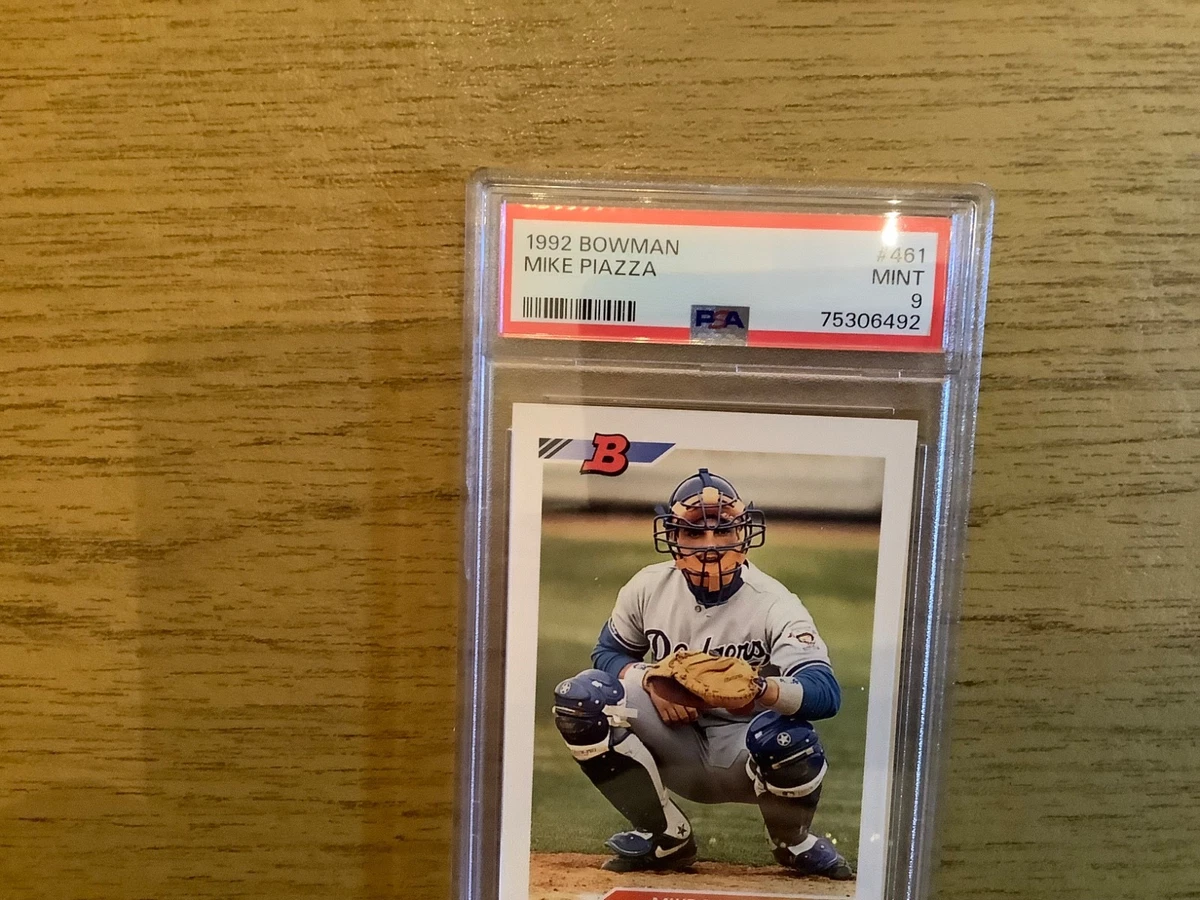 1992 BOWMAN
MIKE PIAZZA
#461
MINT
9
75306492
PSA
B
Dodgers